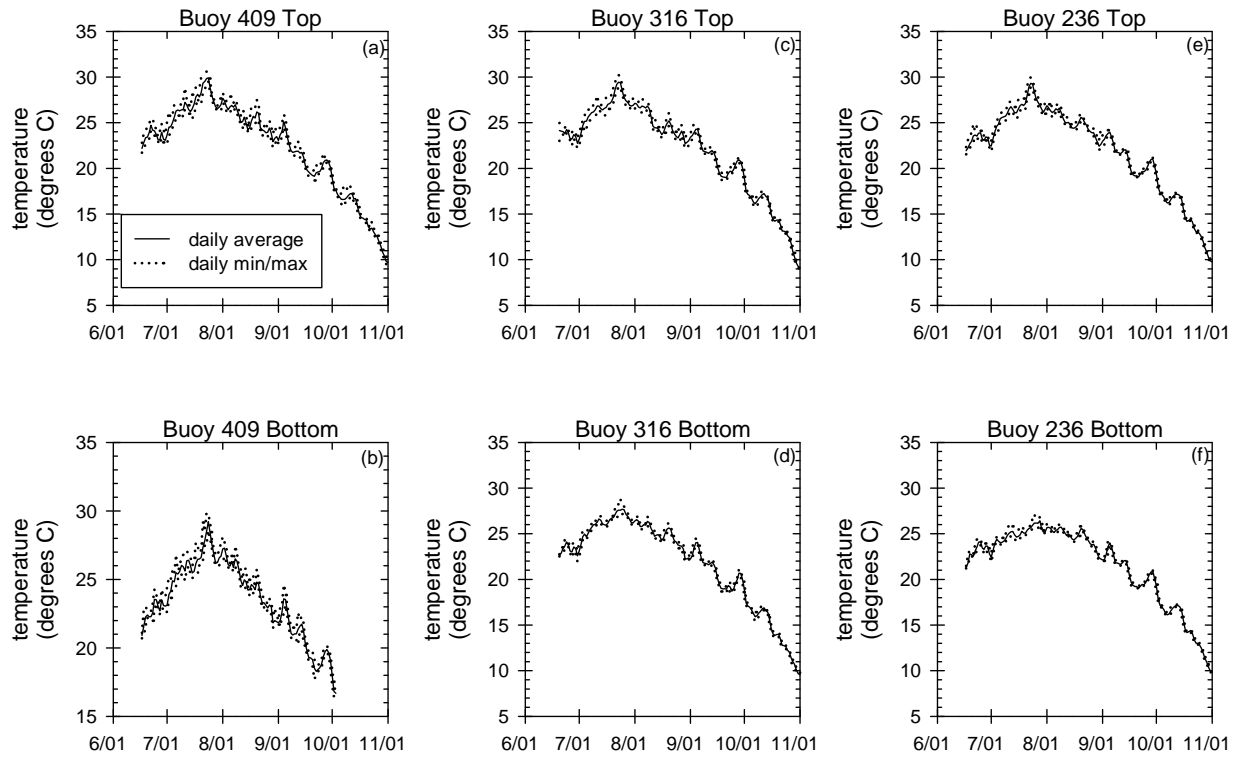 Buoy 409 Top
(a)
temperature
(degrees C)
35
30
25
20
15
10
5
daily average
daily min/max
6/01 7/01 8/01 9/01 10/01 11/01
Buoy 316 Top
(c)
temperature
(degrees C)
35
30
25
20
15
10
5
6/01 7/01 8/01 9/01 10/01 11/01
Buoy 236 Top
(e)
temperature
(degrees C)
35
30
25
20
15
10
5
6/01 7/01 8/01 9/01 10/01 11/01
Buoy 409 Bottom
(b)
temperature
(degrees C)
35
30
25
20
15
6/01 7/01 8/01 9/01 10/01 11/01
Buoy 316 Bottom
(d)
temperature
(degrees C)
35
30
25
20
15
10
5
6/01 7/01 8/01 9/01 10/01 11/01
Buoy 236 Bottom
(f)
temperature
(degrees C)
35
30
25
20
15
10
5
6/01 7/01 8/01 9/01 10/01 11/01